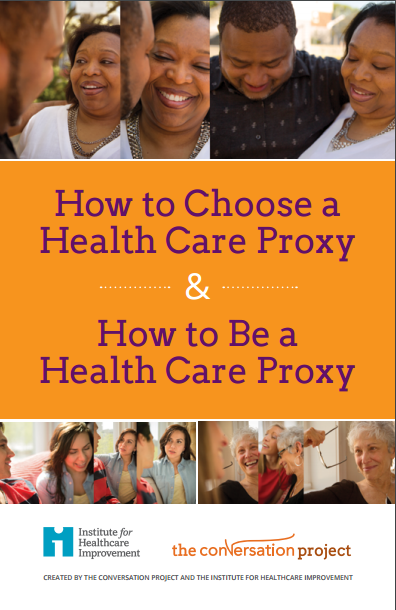 How to Choose a
Health Care Proxy
&
How to Be a
Health Care Proxy
Institute for
Healthcare
Improvement
the conversation project
CREATED BY THE CONVERSATION PROJECT AND THE INSTITUTE FOR HEALTHCARE IMPROVEMENT